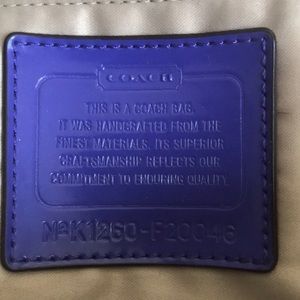 COACH
THIS IS A COACH BAG.
IT WAS HANDCRAFTED FROM THE
FINEST MATERIALS. ITS SUPERIOR
CRAFTSMANSHIP REFLECTS OUR
COMMITMENT TO ENDURING QUALITY.
Nº K1260-F20046